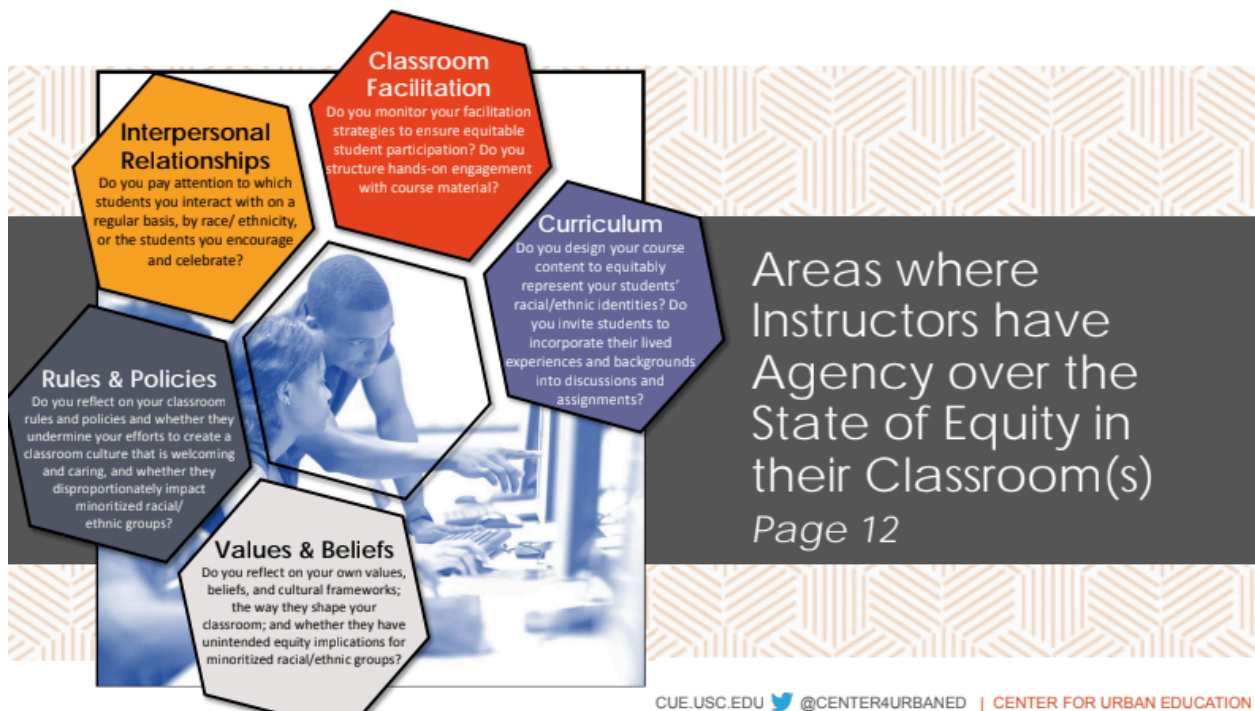 Classroom
Facilitation
Do you monitor your facilitation
strategies to ensure equitable
student participation? Do you
structure hands-on engagement
with course material?
Interpersonal
Relationships
Do you pay attention to which
students you interact with on a
regular basis, by race/ ethnicity,
or the students you encourage
and celebrate?
Curriculum
Do you design your course
content to equitably
represent your students'
racial/ethnic identities? Do
you invite students to
incorporate their lived
experiences and backgrounds
into discussions and
assignments?
Rules & Policies
Do you reflect on your classroom
rules and policies and whether they
undermine your efforts to create a
classroom culture that is welcoming
and caring, and whether they
disproportionately impact
minoritized racial/
ethnic groups?
Values & Beliefs
Do you reflect on your own values,
beliefs, and cultural frameworks;
the way they shape your
classroom; and whether they have
unintended equity implications for
minoritized racial/ethnic groups?
Areas where
Instructors have
Agency over the
State of Equity in
their Classroom(s)
Page 12
CUE.USC.EDU @CENTER4URBANED | CENTER FOR URBAN EDUCATION